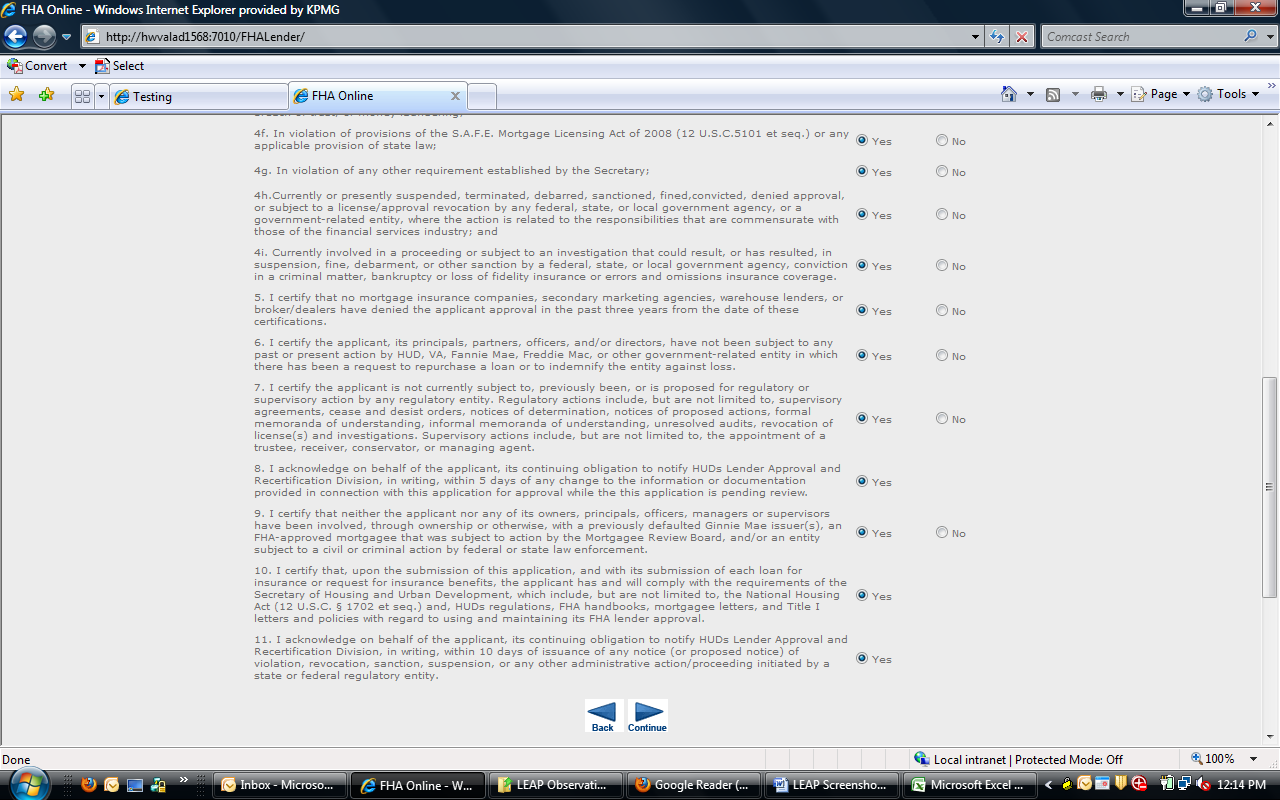 FHA Online - Windows Internet Explorer provided by KPMG
http://hwvalad1568:7010/FHALender/
Comcast Search
Convert
Select
Testing
FHA Online
Page
Tools
4f. In violation of provisions of the S.A.F.E. Mortgage Licensing Act of 2008 (12 U.S.C.5101 et seq.) or any
applicable provision of state law;
Yes No
4g. In violation of any other requirement established by the Secretary;
Yes No
4h.Currently or presently suspended, terminated, debarred, sanctioned, fined,convicted, denied approval,
or subject to a license/approval revocation by any federal, state, or local government agency, or a
government-related entity, where the action is related to the responsibilities that are commensurate with
those of the financial services industry; and
Yes No
4i. Currently involved in a proceeding or subject to an investigation that could result, or has resulted, in
suspension, fine, debarment, or other sanction by a federal, state, or local government agency, conviction
in a criminal matter, bankruptcy or loss of fidelity insurance or errors and omissions insurance coverage.
Yes No
5. I certify that no mortgage insurance companies, secondary marketing agencies, warehouse lenders, or
broker/dealers have denied the applicant approval in the past three years from the date of these
certifications.
Yes No
6. I certify the applicant, its principals, partners, officers, and/or directors, have not been subject to any
past or present action by HUD, VA, Fannie Mae, Freddie Mac, or other government-related entity in which
there has been a request to repurchase a loan or to indemnify the entity against loss.
Yes No
7. I certify the applicant is not currently subject to, previously been, or is proposed for regulatory or
supervisory action by any regulatory entity. Regulatory actions include, but are not limited to, supervisory
agreements, cease and desist orders, notices of determination, notices of proposed actions, formal
memoranda of understanding, informal memoranda of understanding, unresolved audits, revocation of
license(s) and investigations. Supervisory actions include, but are not limited to, the appointment of a
trustee, receiver, conservator, or managing agent.
Yes No
8. I acknowledge on behalf of the applicant, its continuing obligation to notify HUDs Lender Approval and
Recertification Division, in writing, within 5 days of any change to the information or documentation
provided in connection with this application for approval while the this application is pending review.
Yes
9. I certify that neither the applicant nor any of its owners, principals, officers, managers or supervisors
have been involved, through ownership or otherwise, with a previously defaulted Ginnie Mae issuer(s), an
FHA-approved mortgagee that was subject to action by the Mortgagee Review Board, and/or an entity
subject to a civil or criminal action by federal or state law enforcement.
Yes No
10. I certify that, upon the submission of this application, and with its submission of each loan for
insurance or request for insurance benefits, the applicant has and will comply with the requirements of the
Secretary of Housing and Urban Development, which include, but are not limited to, the National Housing
Act (12 U.S.C. § 1702 et seq.) and, HUDs regulations, FHA handbooks, mortgagee letters, and Title I
letters and policies with regard to using and maintaining its FHA lender approval.
Yes
11. I acknowledge on behalf of the applicant, its continuing obligation to notify HUDs Lender Approval and
Recertification Division, in writing, within 10 days of issuance of any notice (or proposed notice) of
violation, revocation, sanction, suspension, or any other administrative action/proceeding initiated by a
state or federal regulatory entity.
Yes
Back Continue
Done
Local intranet | Protected Mode: Off
100%
Inbox - Microso...
FHA Online - W...
LEAP Observati...
Google Reader (...
LEAP Screensho...
Microsoft Excel ...
12:14 PM